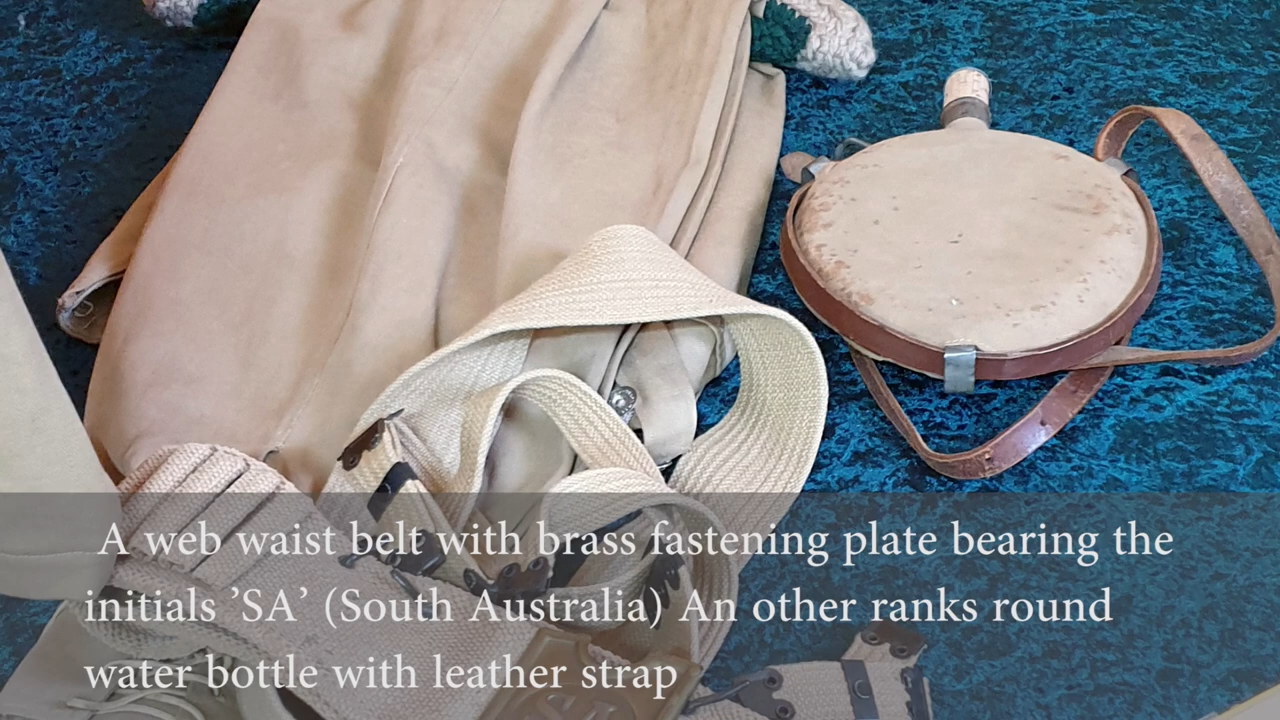 A web waist belt with brass fastening plate bearing the
initials ’SA’ (South Australia) An other ranks round
water bottle with leather strap